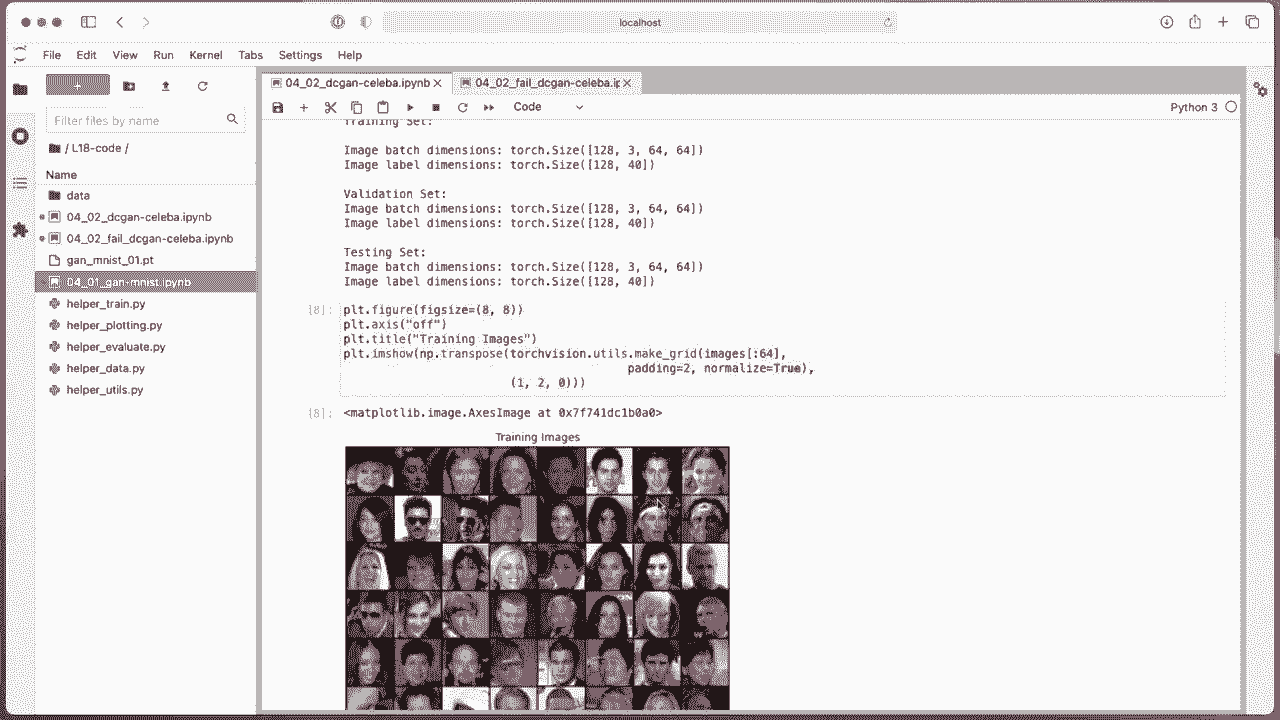 localhost
File Edit View Run Kernel Tabs Settings Help
04_02_dcgan-celeba.ipynb
04_02_fail_dcgan-celeba.ip
Code
Python 3
Filter files by name
/ L18-code /
Name
data
04_02_dcgan-celeba.ipynb
04_02_fail_dcgan-celeba.ipynb
gan_mnist_01.pt
04_01_gan-mnist.ipynb
helper_train.py
helper_plotting.py
helper_evaluate.py
helper_data.py
helper_utils.py
Training Set:
Image batch dimensions: torch.Size([128, 3, 64, 64])
Image label dimensions: torch.Size([128, 40])
Validation Set:
Image batch dimensions: torch.Size([128, 3, 64, 64])
Image label dimensions: torch.Size([128, 40])
Testing Set:
Image batch dimensions: torch.Size([128, 3, 64, 64])
Image label dimensions: torch.Size([128, 40])
[8]: plt.figure(figsize=(8, 8))
plt.axis("off")
plt.title("Training Images")
plt.imshow(np.transpose(torchvision.utils.make_grid(images[:64],
padding=2, normalize=True),
(1, 2, 0)))
[8]: <matplotlib.image.AxesImage at 0x7f741dc1b0a0>
Training Images